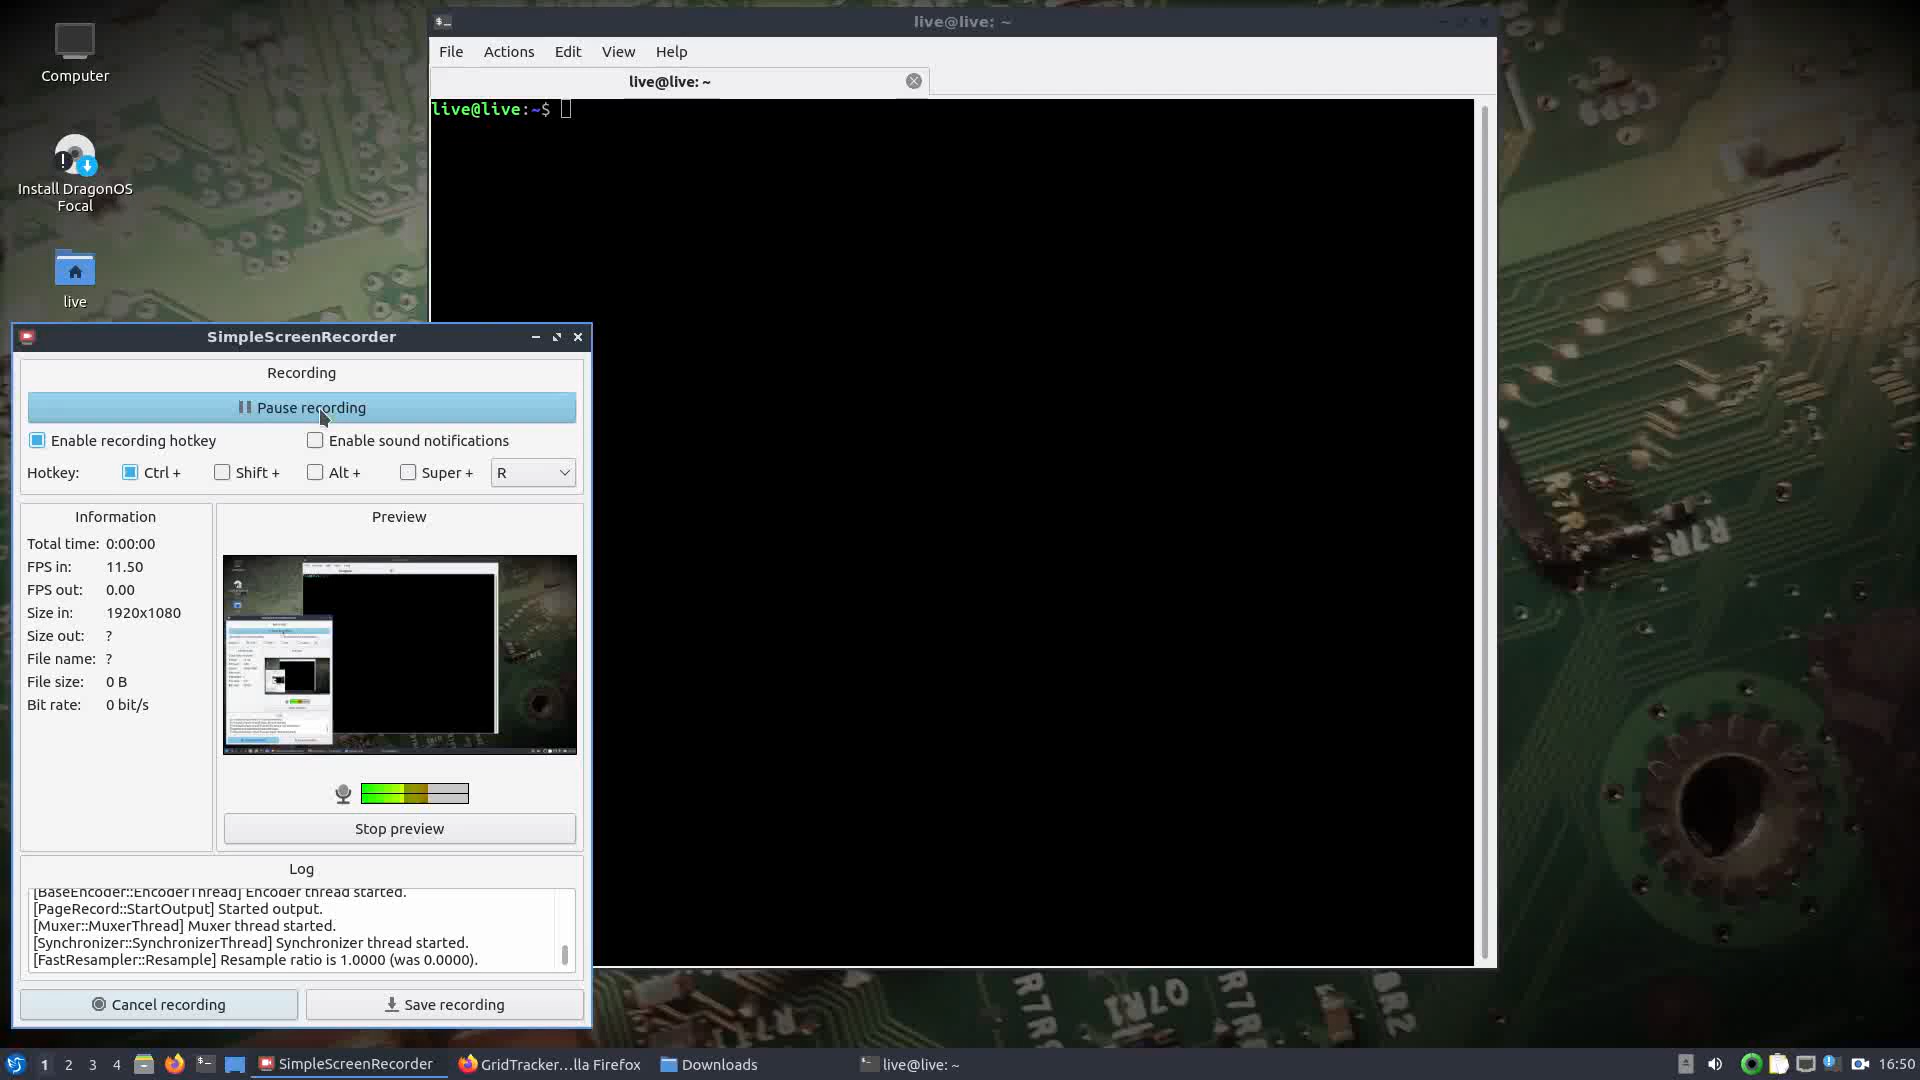 Computer
Install DragonOS
Focal
live
live@live: ~
File Actions Edit View Help
live@live: ~
live@live:~$
SimpleScreenRecorder
Recording
Pause recording
Enable recording hotkey
Enable sound notifications
Hotkey: Ctrl + Shift + Alt + Super + R
Information
Total time: 0:00:00
FPS in: 11.50
FPS out: 0.00
Size in: 1920x1080
Size out: ?
File name: ?
File size: 0 B
Bit rate: 0 bit/s
Preview
Stop preview
Log
[BaseEncoder::EncoderThread] Encoder thread started.
[PageRecord::StartOutput] Started output.
[Muxer::MuxerThread] Muxer thread started.
[Synchronizer::SynchronizerThread] Synchronizer thread started.
[FastResampler::Resample] Resample ratio is 1.0000 (was 0.0000).
Cancel recording
Save recording
1 2 3 4 SimpleScreenRecorder GridTracker...lla Firefox Downloads live@live: ~ 16:50